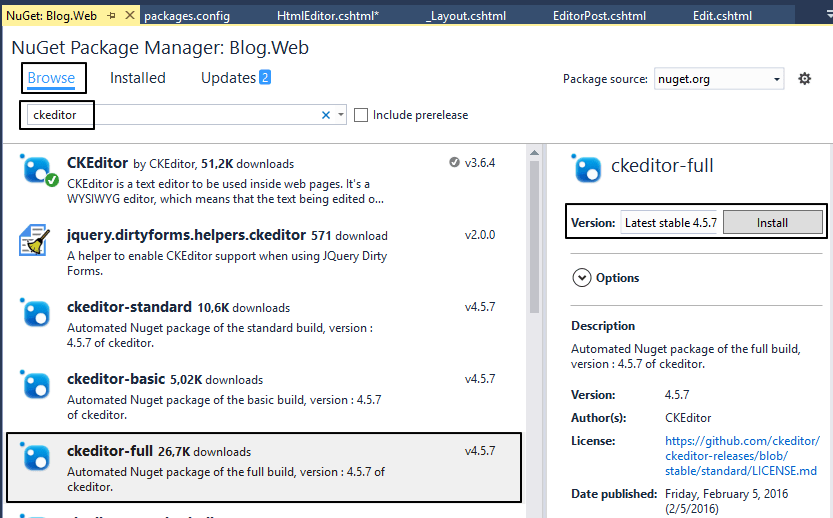 NuGet: Blog.Web
packages.config
HtmlEditor.cshtml*
_Layout.cshtml
EditorPost.cshtml
Edit.cshtml
NuGet Package Manager: Blog.Web
Browse
Installed
Updates 2
Package source: nuget.org
ckeditor
Include prerelease
CKEditor by CKEditor, 51,2K downloads
v3.6.4
CKEditor is a text editor to be used inside web pages. It's a
WYSIWYG editor, which means that the text being edited o...
jquery.dirtyforms.helpers.ckeditor 571 download
v2.0.0
A helper to enable CKEditor support when using JQuery Dirty
Forms.
ckeditor-standard 10,6K downloads
v4.5.7
Automated Nuget package of the standard build, version :
4.5.7 of ckeditor.
ckeditor-basic 5,02K downloads
v4.5.7
Automated Nuget package of the basic build, version : 4.5.7
of ckeditor.
ckeditor-full 26,7K downloads
v4.5.7
Automated Nuget package of the full build, version : 4.5.7 of
ckeditor.
ckeditor-full
Version: Latest stable 4.5.7
Install
Options
Description
Automated Nuget package of the full build,
version : 4.5.7 of ckeditor.
Version: 4.5.7
Author(s): CKEditor
License: https://github.com/ckeditor/
ckeditor-releases/blob/
stable/standard/LICENSE.md
Date published: Friday, February 5, 2016
(2/5/2016)